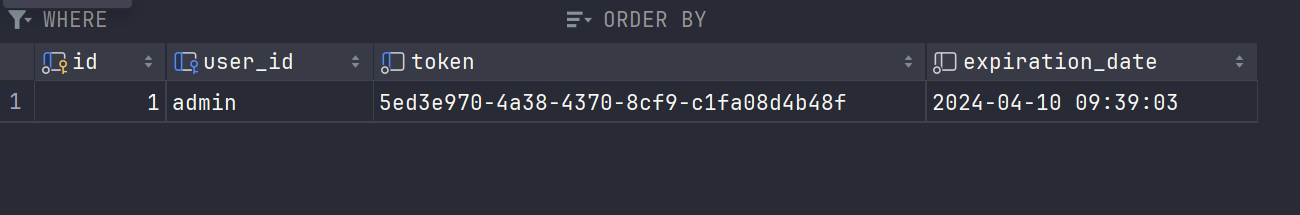 WHERE ORDER BY
id user_id token expiration_date
1 1 admin 5ed3e970-4a38-4370-8cf9-c1fa08d4b48f 2024-04-10 09:39:03